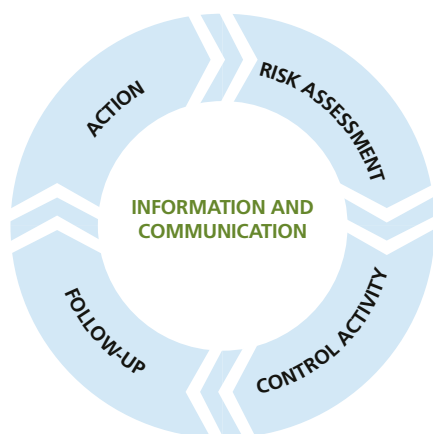 ACTION
RISK ASSESSMENT
INFORMATION AND
COMMUNICATION
FOLLOW-UP
CONTROL ACTIVITY